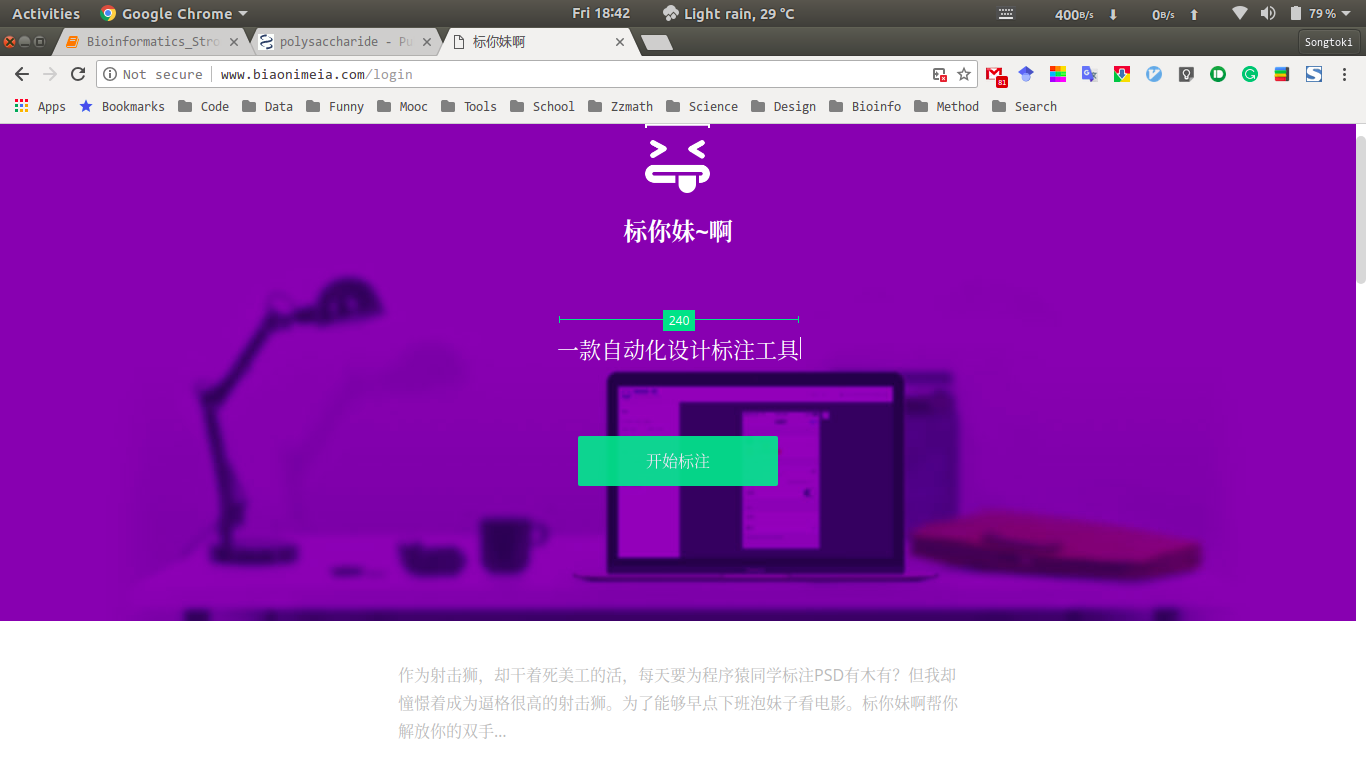 Activities Google Chrome Fri 18:42 Light rain, 29 °C 400B/s 0B/s 79 %
Bioinformatics_Stro polysaccharide - Pu 标你妹啊 Songtoki
Not secure www.biaonimeia.com/login 81
Apps Bookmarks Code Data Funny Mooc Tools School Zzmath Science Design Bioinfo Method Search
标你妹~啊
240
一款自动化设计标注工具
开始标注
作为射击狮，却干着死美工的活，每天要为程序猿同学标注PSD有木有？但我却
憧憬着成为逼格很高的射击狮。为了能够早点下班泡妹子看电影。标你妹啊帮你
解放你的双手...